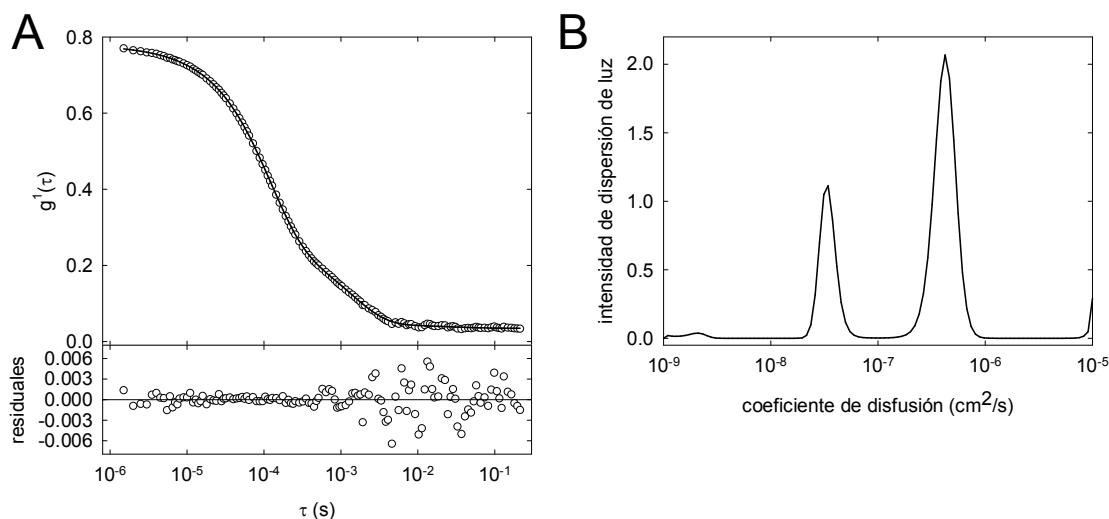 A
0.8
0.6
0.4
0.2
0.0
g¹(τ)
0.006
0.003
0.000
-0.003
-0.006
residuales
10⁻⁶ 10⁻⁵ 10⁻⁴ 10⁻³ 10⁻² 10⁻¹
τ (s)
B
2.0
1.5
1.0
0.5
0.0
intensidad de dispersión de luz
10⁻⁹ 10⁻⁸ 10⁻⁷ 10⁻⁶ 10⁻⁵
coeficiente de disfusión (cm²/s)